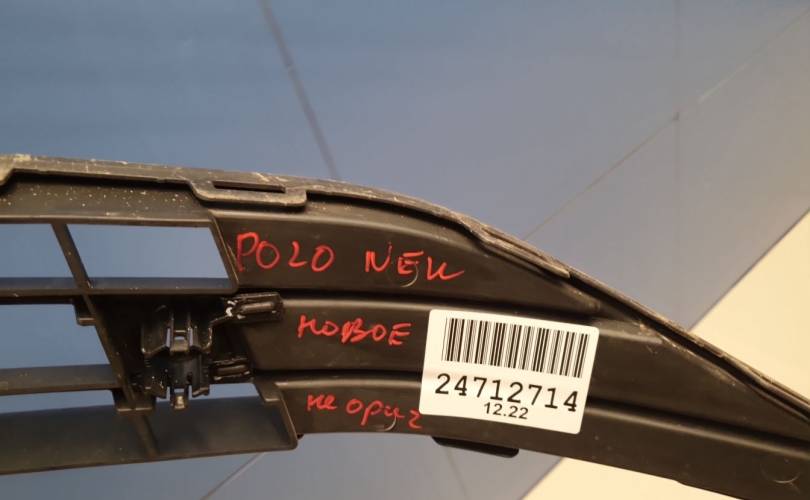 POLO NEW
НОВОЕ
не ориг
24712714
12.22